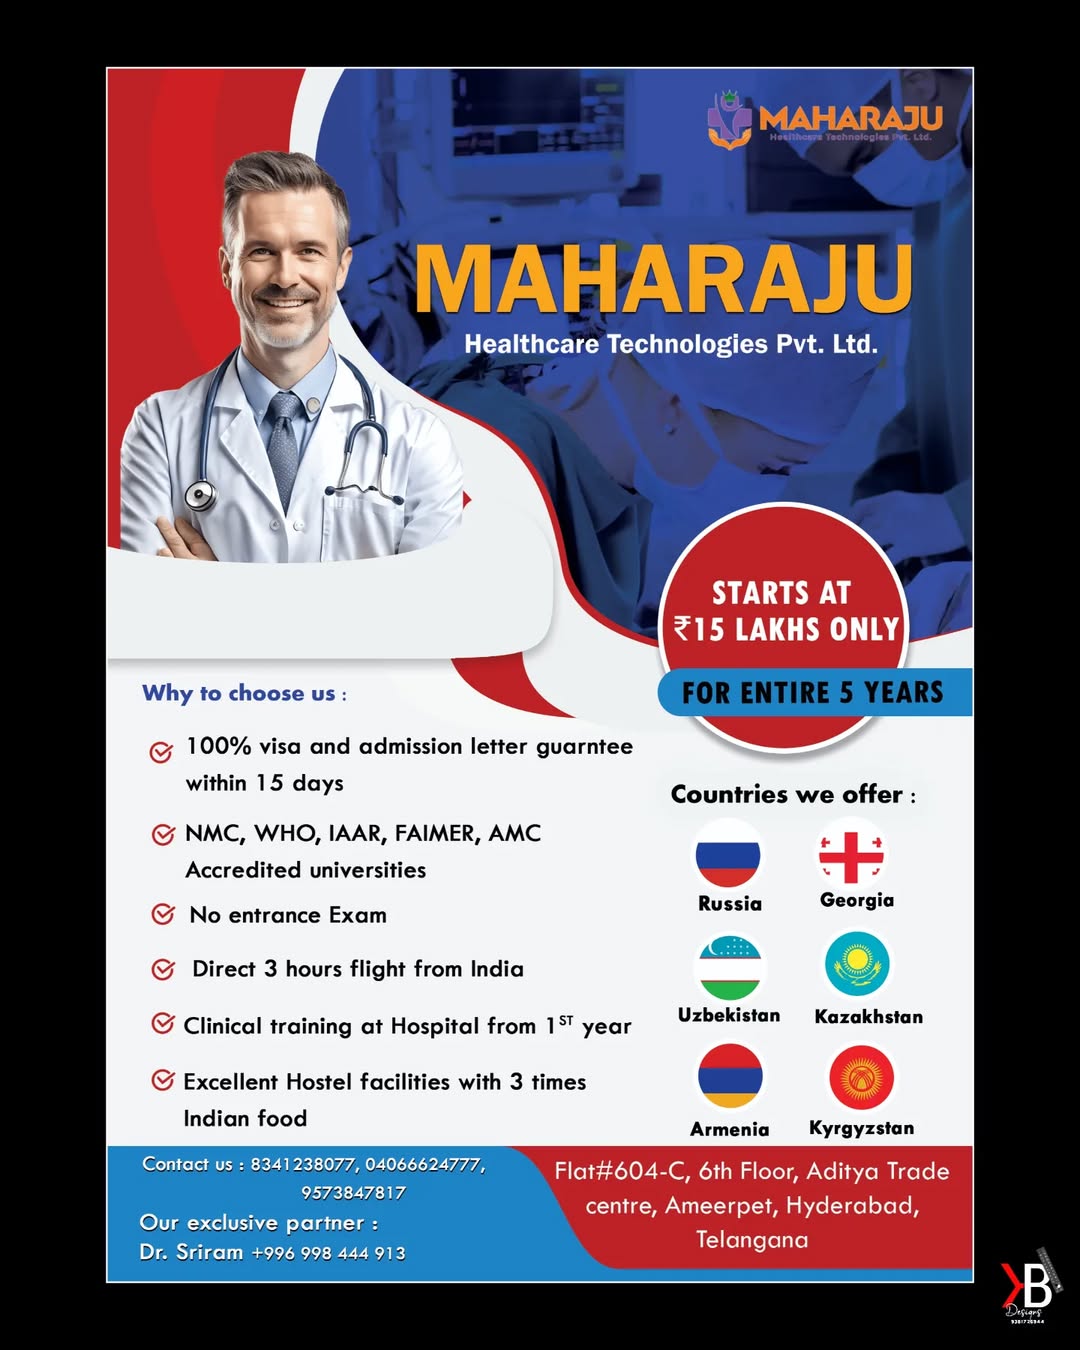 MAHARAJU
Healthcare Technologies Pvt. Ltd.
MAHARAJU
Healthcare Technologies Pvt. Ltd.
STARTS AT
₹15 LAKHS ONLY
FOR ENTIRE 5 YEARS
Why to choose us :
100% visa and admission letter guarntee
within 15 days
NMC, WHO, IAAR, FAIMER, AMC
Accredited universities
No entrance Exam
Direct 3 hours flight from India
Clinical training at Hospital from 1ST year
Excellent Hostel facilities with 3 times
Indian food
Countries we offer :
Russia
Georgia
Uzbekistan
Kazakhstan
Armenia
Kyrgyzstan
Contact us : 8341238077, 04066624777,
9573847817
Our exclusive partner :
Dr. Sriram +996 998 444 913
Flat#604-C, 6th Floor, Aditya Trade
centre, Ameerpet, Hyderabad,
Telangana
KB
Designs